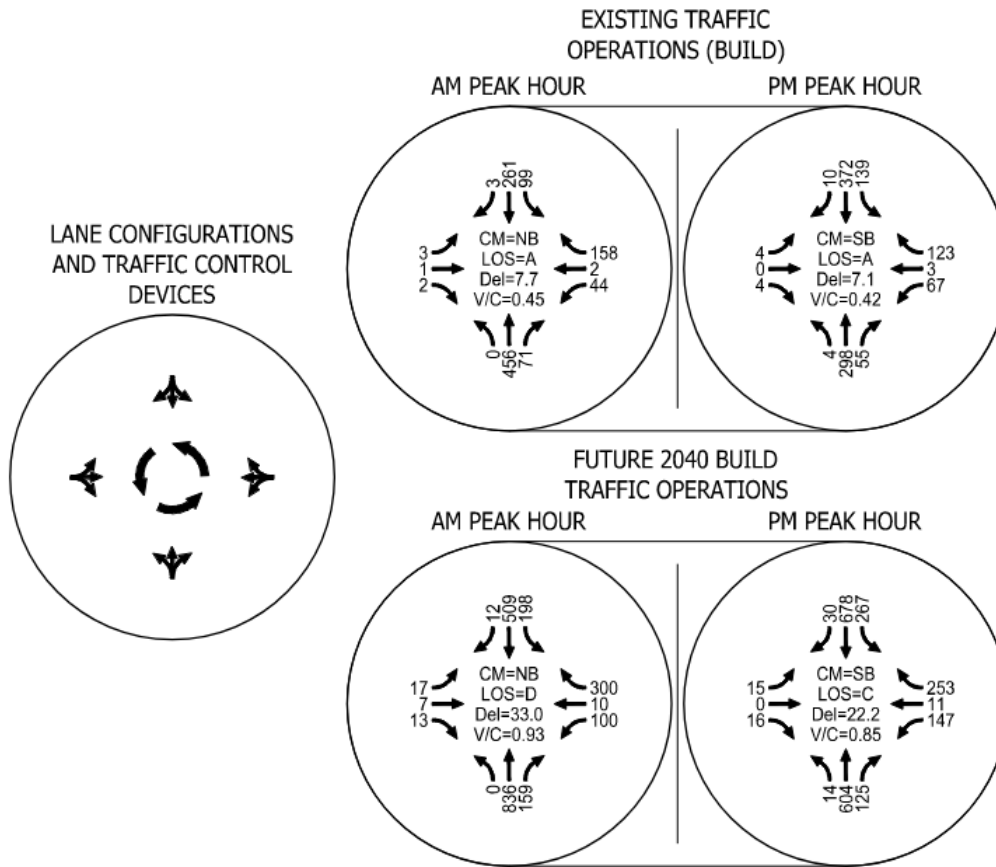 EXISTING TRAFFIC
OPERATIONS (BUILD)
AM PEAK HOUR
PM PEAK HOUR
LANE CONFIGURATIONS
AND TRAFFIC CONTROL
DEVICES
3
261
99
3
1
2
CM=NB
LOS=A
Del=7.7
V/C=0.45
158
2
44
0
456
71
10
372
139
4
0
4
CM=SB
LOS=A
Del=7.1
V/C=0.42
123
3
67
4
298
55
FUTURE 2040 BUILD
TRAFFIC OPERATIONS
AM PEAK HOUR
PM PEAK HOUR
12
509
198
17
7
13
CM=NB
LOS=D
Del=33.0
V/C=0.93
300
10
100
0
836
159
30
678
267
15
0
16
CM=SB
LOS=C
Del=22.2
V/C=0.85
253
11
147
14
604
125